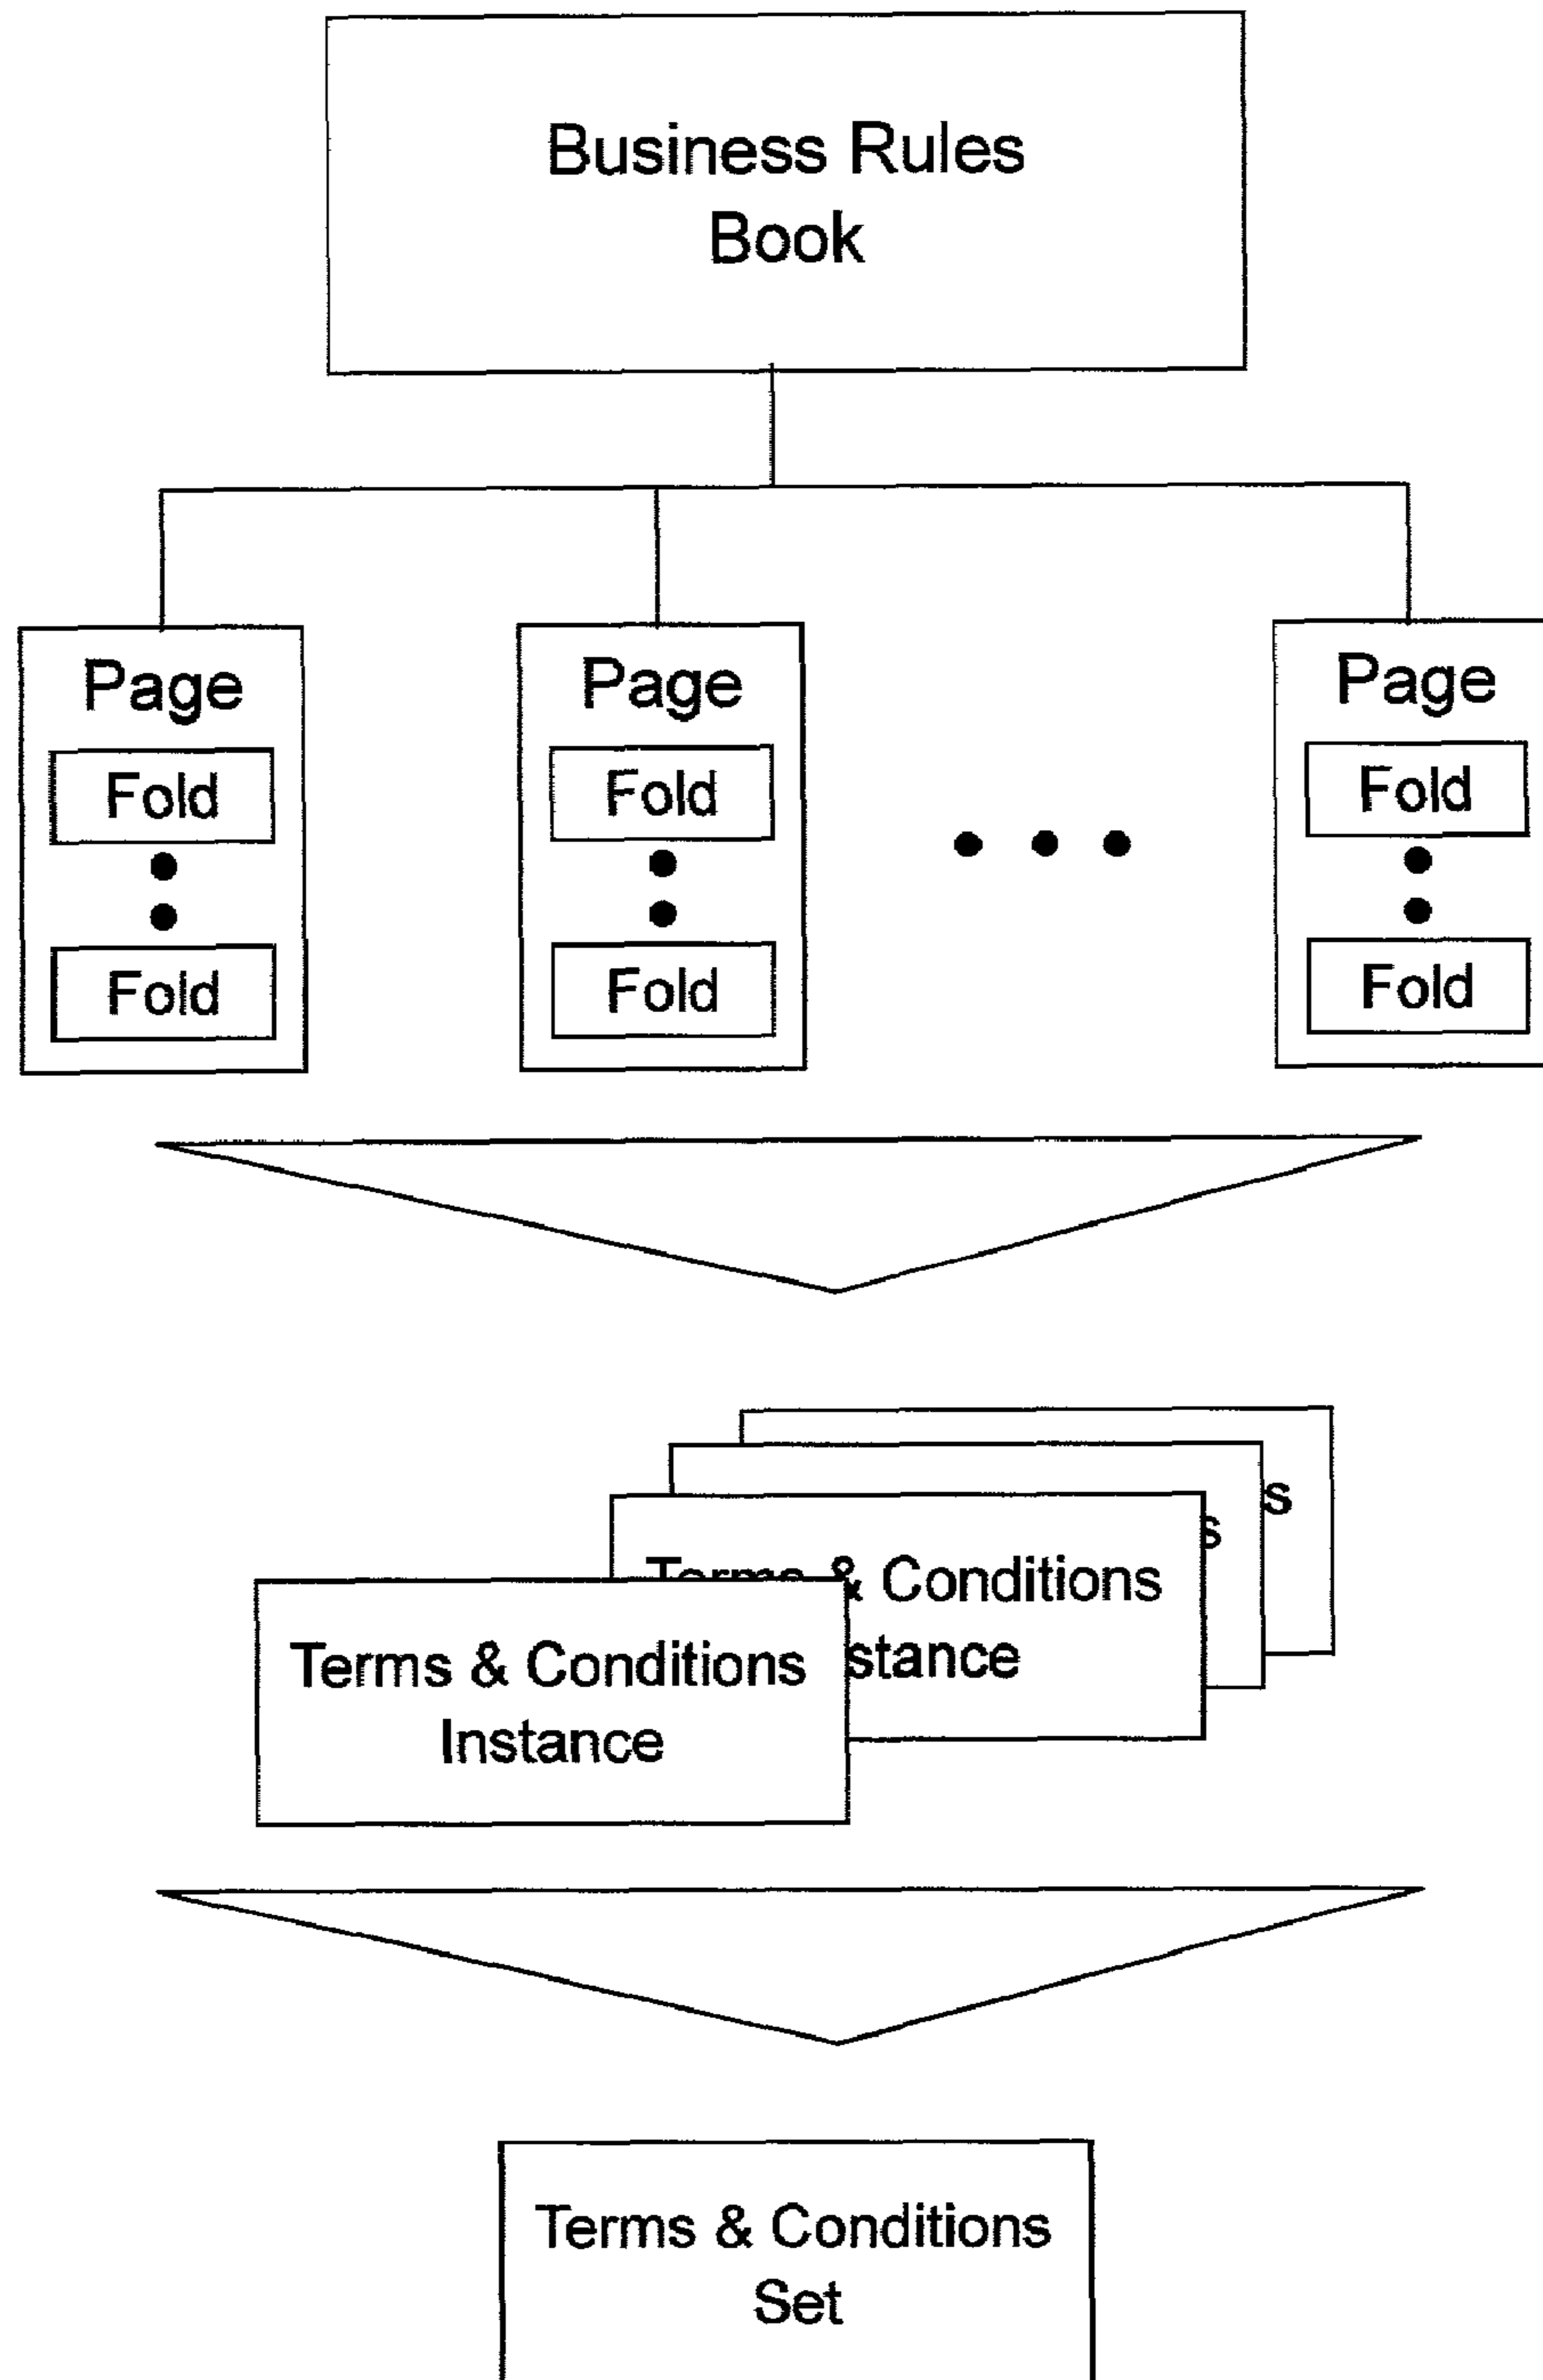 Business Rules
Book
Page
Page
Page
Fold
Fold
Fold
Fold
Fold
Fold
s
s
Terms & Conditions
stance
Terms & Conditions
Instance
Terms & Conditions
Set